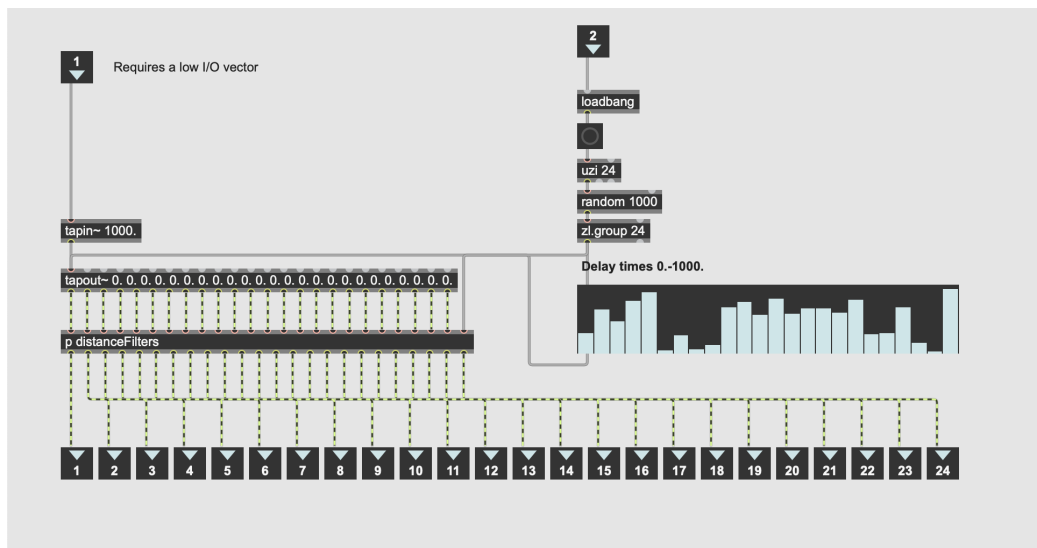 1
Requires a low I/O vector
2
loadbang
uzi 24
random 1000
tapin~ 1000.
zl.group 24
Delay times 0.-1000.
tapout~ 0. 0. 0. 0. 0. 0. 0. 0. 0. 0. 0. 0. 0. 0. 0. 0. 0. 0. 0. 0. 0. 0. 0. 0.
p distanceFilters
1 2 3 4 5 6 7 8 9 10 11 12 13 14 15 16 17 18 19 20 21 22 23 24